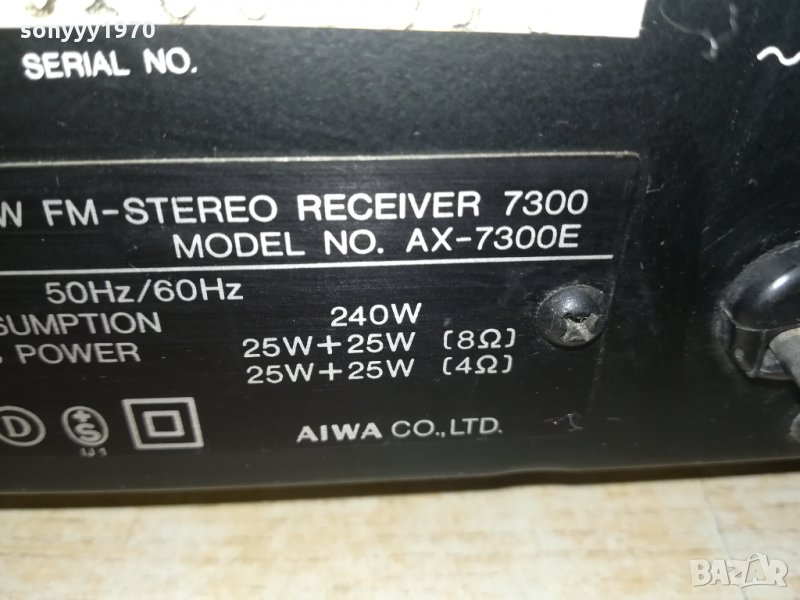 sonyyy1970
SERIAL NO.
W FM-STEREO RECEIVER 7300
MODEL NO. AX-7300E
50Hz/60Hz
SUMPTION 240W
POWER 25W+25W (8Ω)
25W+25W (4Ω)
D + S
AIWA CO., LTD.
BAZAR